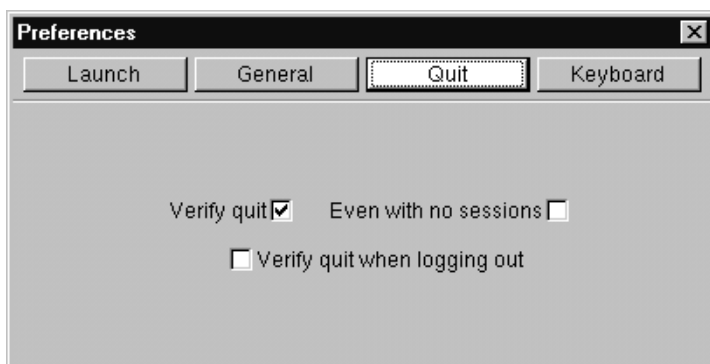 Preferences
Launch General Quit Keyboard
Verify quit Even with no sessions
Verify quit when logging out